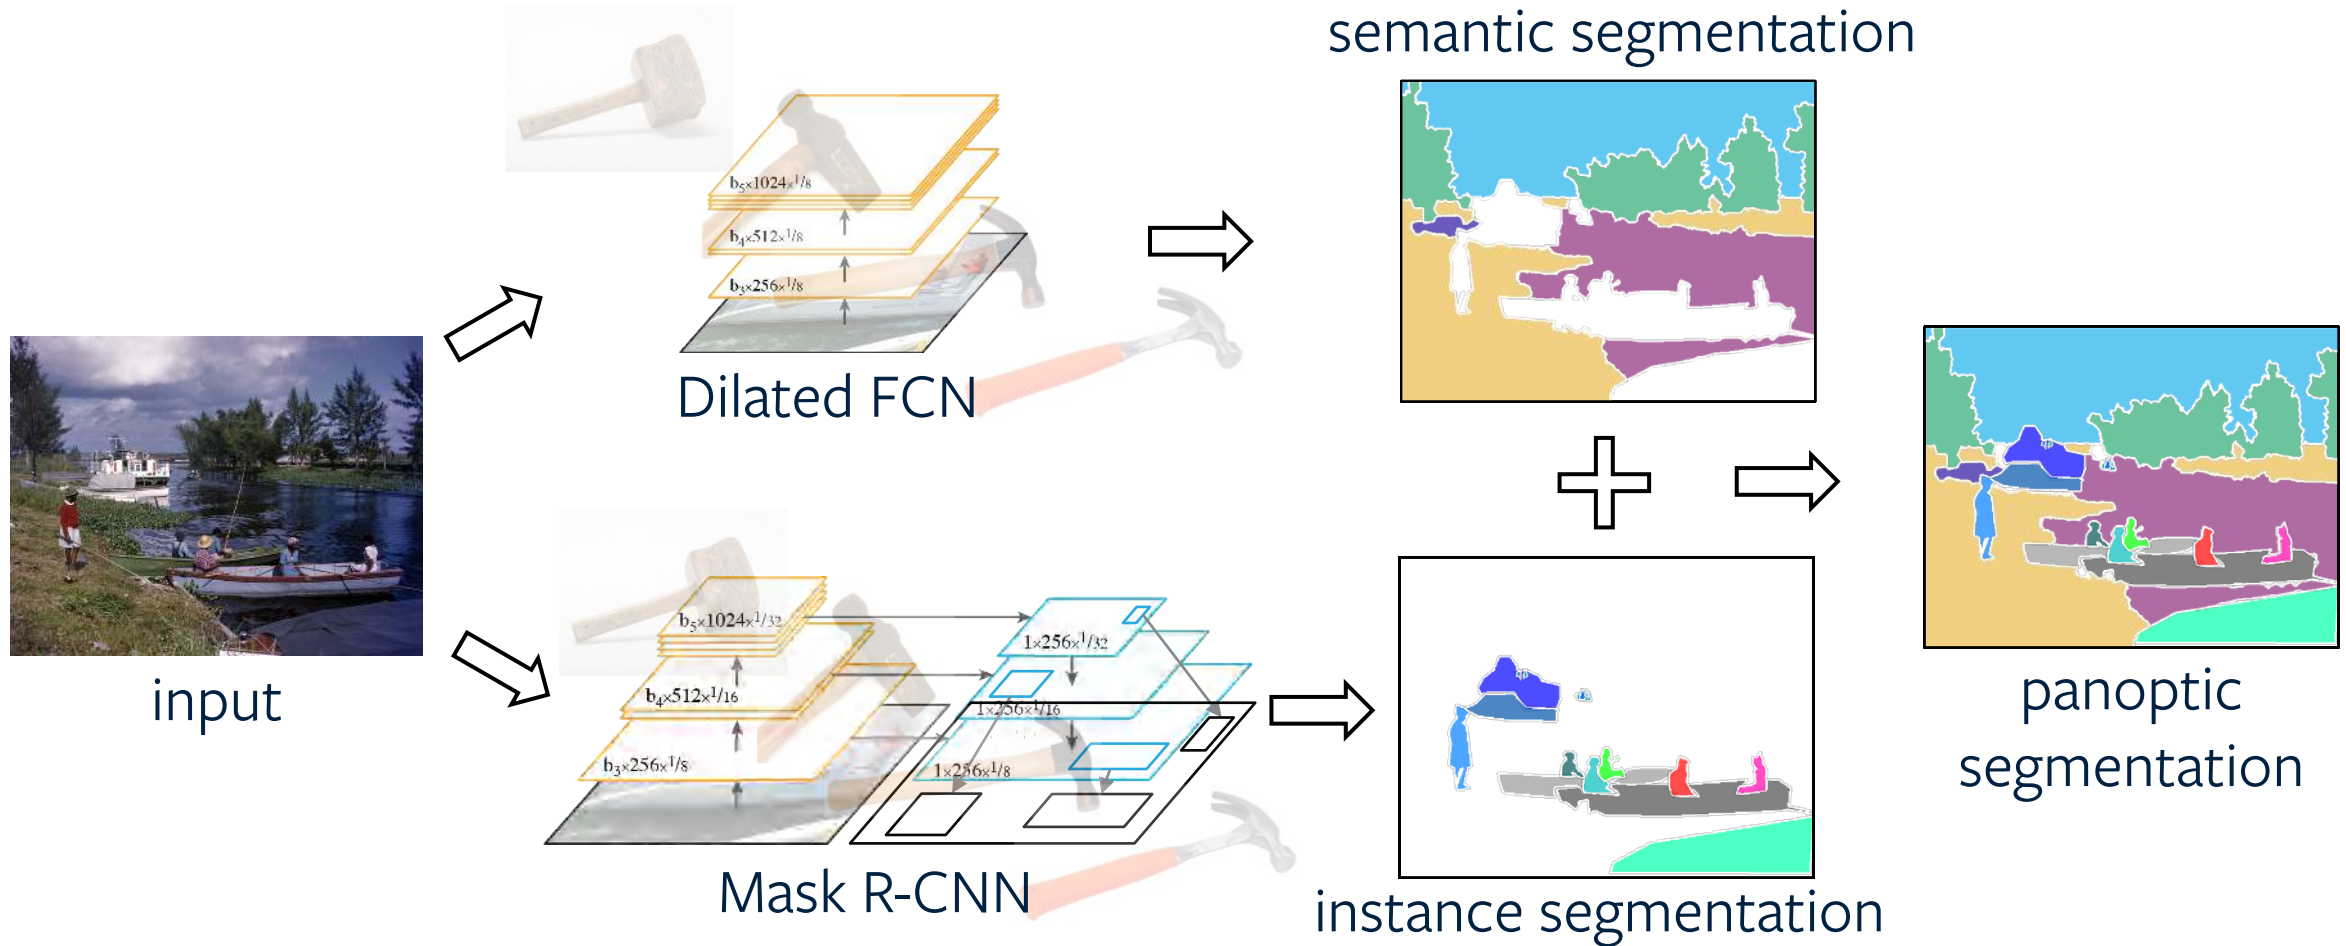 semantic segmentation
b₅×1024×1/8
b₄×512×1/8
b₃×256×1/8
Dilated FCN
input
b₅×1024×1/32
b₄×512×1/16
b₃×256×1/8
1×256×1/32
1×256×1/16
1×256×1/8
Mask R-CNN
instance segmentation
panoptic
segmentation